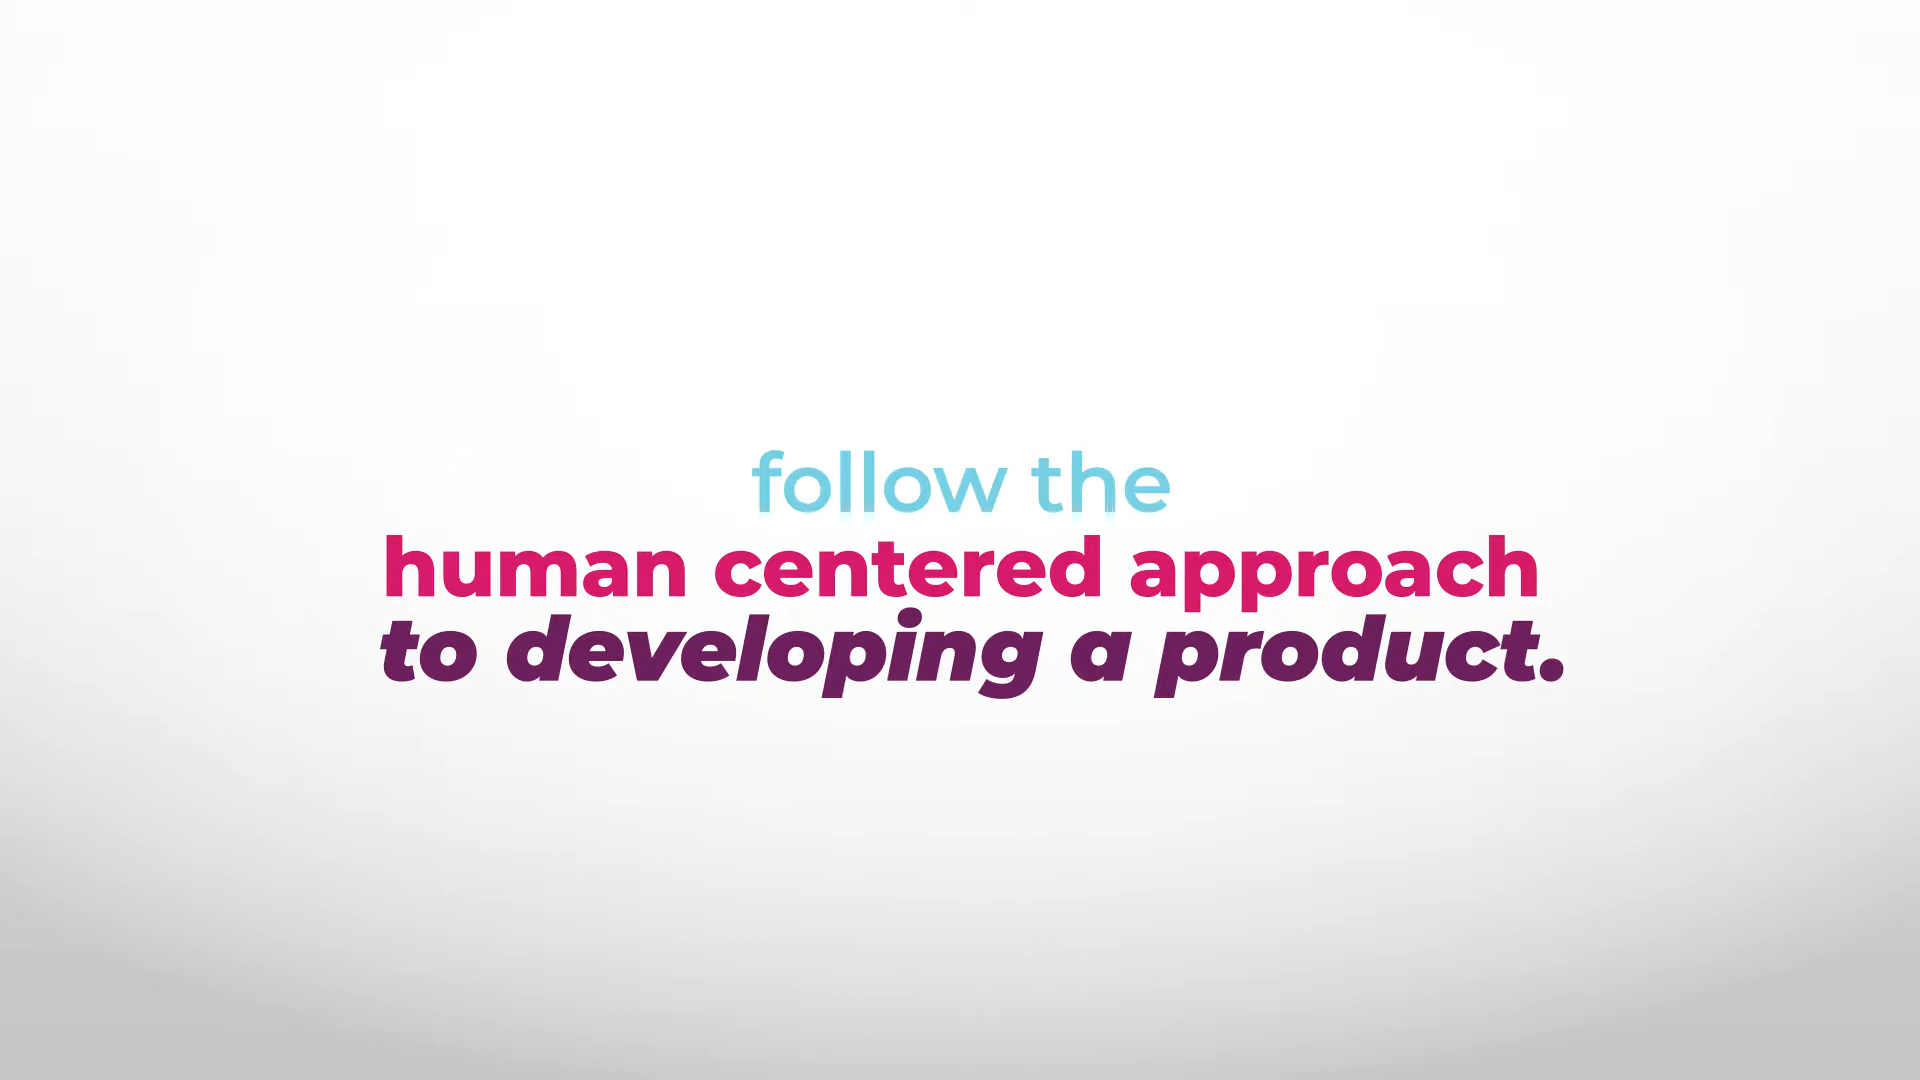 follow the
human centered approach
to developing a product.